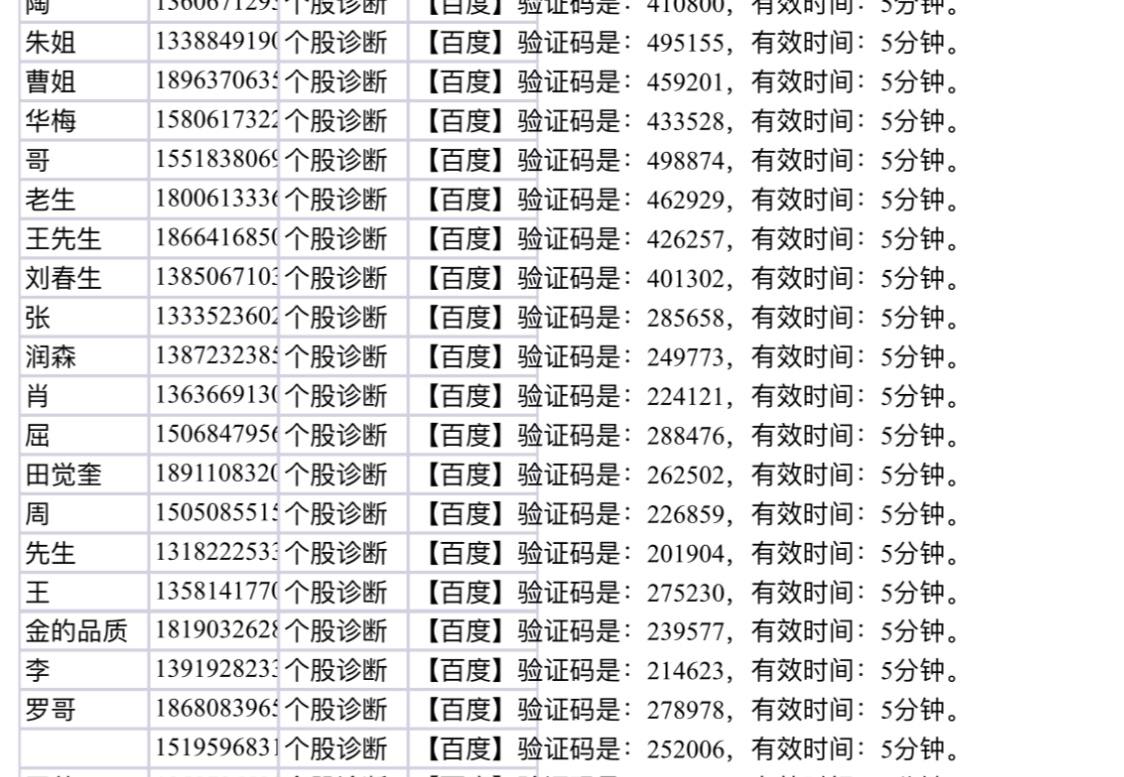 陶 1360671295 个股诊断 【百度】验证码是：410800，有效时间：5分钟。
朱姐 1338849190 个股诊断 【百度】验证码是：495155，有效时间：5分钟。
曹姐 1896370635 个股诊断 【百度】验证码是：459201，有效时间：5分钟。
华梅 1580617322 个股诊断 【百度】验证码是：433528，有效时间：5分钟。
哥 1551838069 个股诊断 【百度】验证码是：498874，有效时间：5分钟。
老生 1800613336 个股诊断 【百度】验证码是：462929，有效时间：5分钟。
王先生 1866416850 个股诊断 【百度】验证码是：426257，有效时间：5分钟。
刘春生 1385067103 个股诊断 【百度】验证码是：401302，有效时间：5分钟。
张 1333523602 个股诊断 【百度】验证码是：285658，有效时间：5分钟。
润森 1387232385 个股诊断 【百度】验证码是：249773，有效时间：5分钟。
肖 1363669130 个股诊断 【百度】验证码是：224121，有效时间：5分钟。
屈 1506847956 个股诊断 【百度】验证码是：288476，有效时间：5分钟。
田觉奎 1891108320 个股诊断 【百度】验证码是：262502，有效时间：5分钟。
周 1505085515 个股诊断 【百度】验证码是：226859，有效时间：5分钟。
先生 1318222533 个股诊断 【百度】验证码是：201904，有效时间：5分钟。
王 1358141770 个股诊断 【百度】验证码是：275230，有效时间：5分钟。
金的品质 1819032628 个股诊断 【百度】验证码是：239577，有效时间：5分钟。
李 1391928233 个股诊断 【百度】验证码是：214623，有效时间：5分钟。
罗哥 1868083965 个股诊断 【百度】验证码是：278978，有效时间：5分钟。
1519596831 个股诊断 【百度】验证码是：252006，有效时间：5分钟。